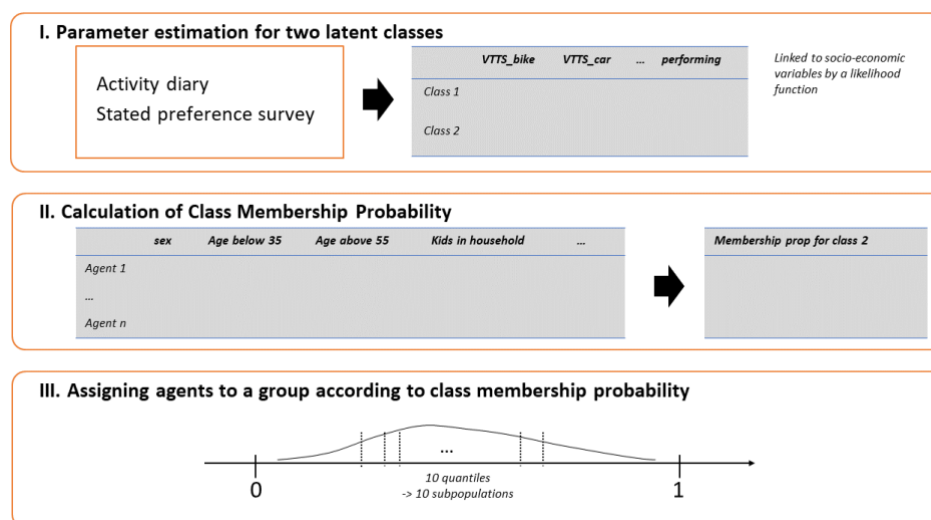 I. Parameter estimation for two latent classes
Activity diary
Stated preference survey
VTTS_bike VTTS_car ... performing
Class 1
Class 2
Linked to socio-economic
variables by a likelihood
function
II. Calculation of Class Membership Probability
sex Age below 35 Age above 55 Kids in household ...
Agent 1
...
Agent n
Membership prop for class 2
III. Assigning agents to a group according to class membership probability
...
10 quantiles
-> 10 subpopulations
0 1